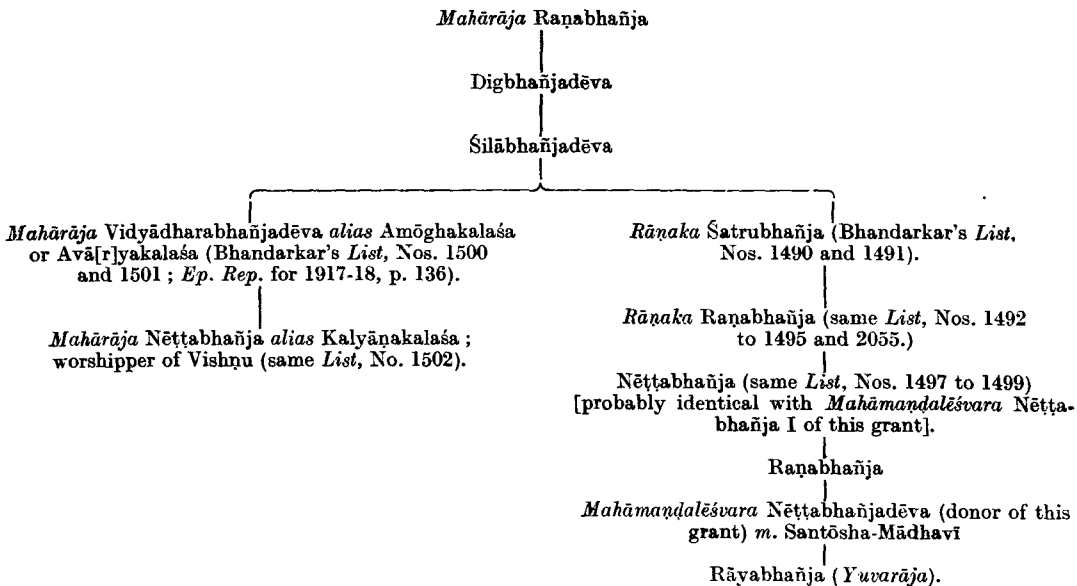 Mahārāja Raṇabhañja
Digbhañjadēva
Śilābhañjadēva
Mahārāja Vidyādharabhañjadēva alias Amōghakalaśa
or Avā[r]yakalaśa (Bhandarkar's List, Nos. 1500
and 1501 ; Ep. Rep. for 1917-18, p. 136).
Mahārāja Nēṭṭabhañja alias Kalyāṇakalaśa ;
worshipper of Vishṇu (same List, No. 1502).
Rāṇaka Śatrubhañja (Bhandarkar's List,
Nos. 1490 and 1491).
Rāṇaka Raṇabhañja (same List, Nos. 1492
to 1495 and 2055.)
Nēṭṭabhañja (same List, Nos. 1497 to 1499)
[probably identical with Mahāmaṇḍalēśvara Nēṭṭa-
bhañja I of this grant].
Raṇabhañja
Mahāmaṇḍalēśvara Nēṭṭabhañjadēva (donor of this
grant) m. Santōsha-Mādhavī
Rāyabhañja (Yuvarāja).